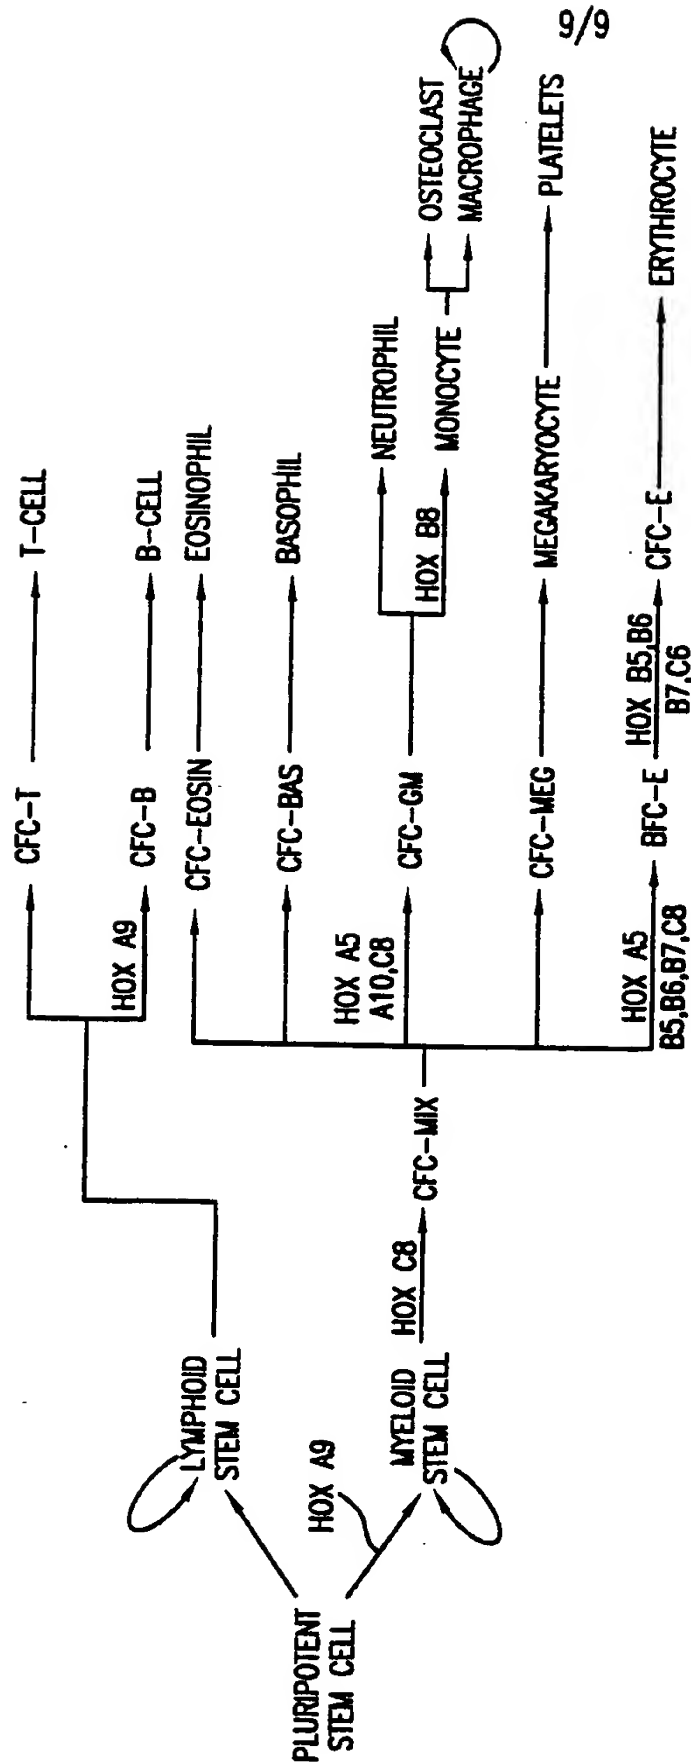 9/9
PLURIPOTENT
STEM CELL
LYMPHOID
STEM CELL
HOX A9
MYELOID
STEM CELL
HOX C8
CFC-MIX
HOX A9
CFC-T
T-CELL
CFC-B
B-CELL
CFC-EOSIN
EOSINOPHIL
CFC-BAS
BASOPHIL
HOX A5
A10,C8
CFC-GM
NEUTROPHIL
HOX B8
MONOCYTE
OSTEOCLAST
MACROPHAGE
CFC-MEG
MEGAKARYOCYTE
PLATELETS
HOX A5
B5,B6,B7,C8
BFC-E
HOX B5,B6
B7,C6
CFC-E
ERYTHROCYTE